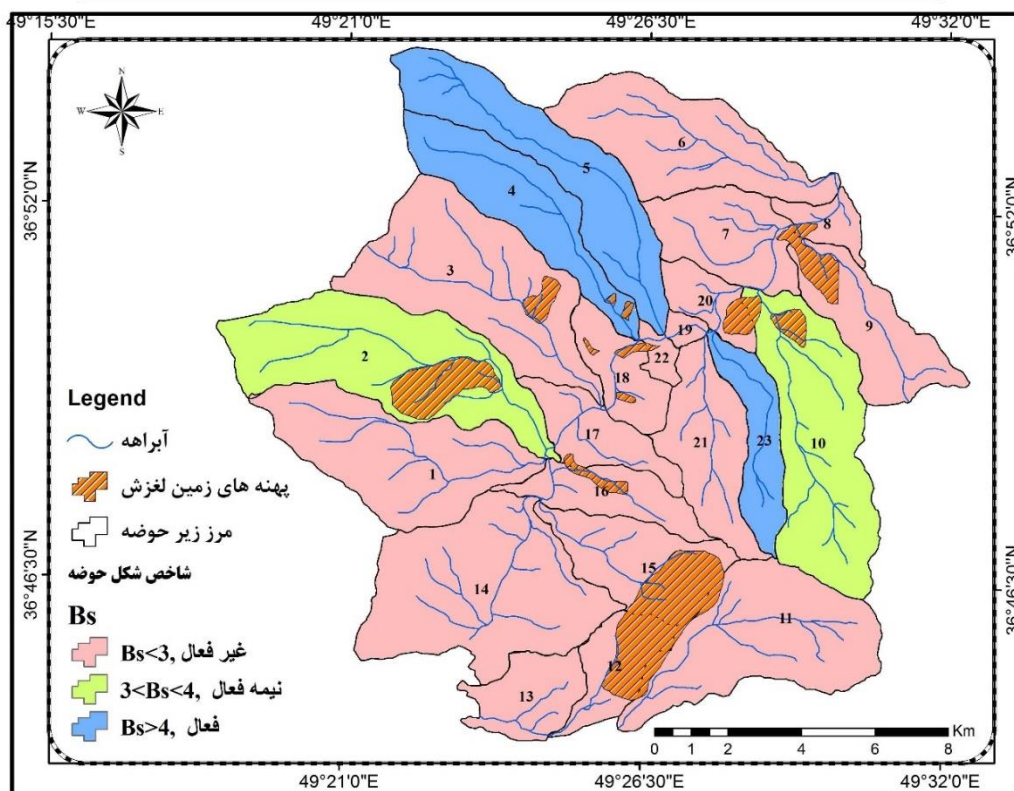 49°15'30"E 49°21'0"E 49°26'30"E 49°32'0"E
N
W E
S
36°52'0"N
36°52'0"N
36°46'30"N
36°46'30"N
6
5
4
8
7
3
9
20
19
2
22
18
17
21
23
10
1
16
15
14
11
12
13
Legend
آبراهه
پهنه های زمین لغزش
مرز زیر حوضه
شاخص شکل حوضه
Bs
Bs<3, غیر فعال
3<Bs<4, نیمه فعال
Bs>4, فعال
Km
0 1 2 4 6 8
49°21'0"E 49°26'30"E 49°32'0"E